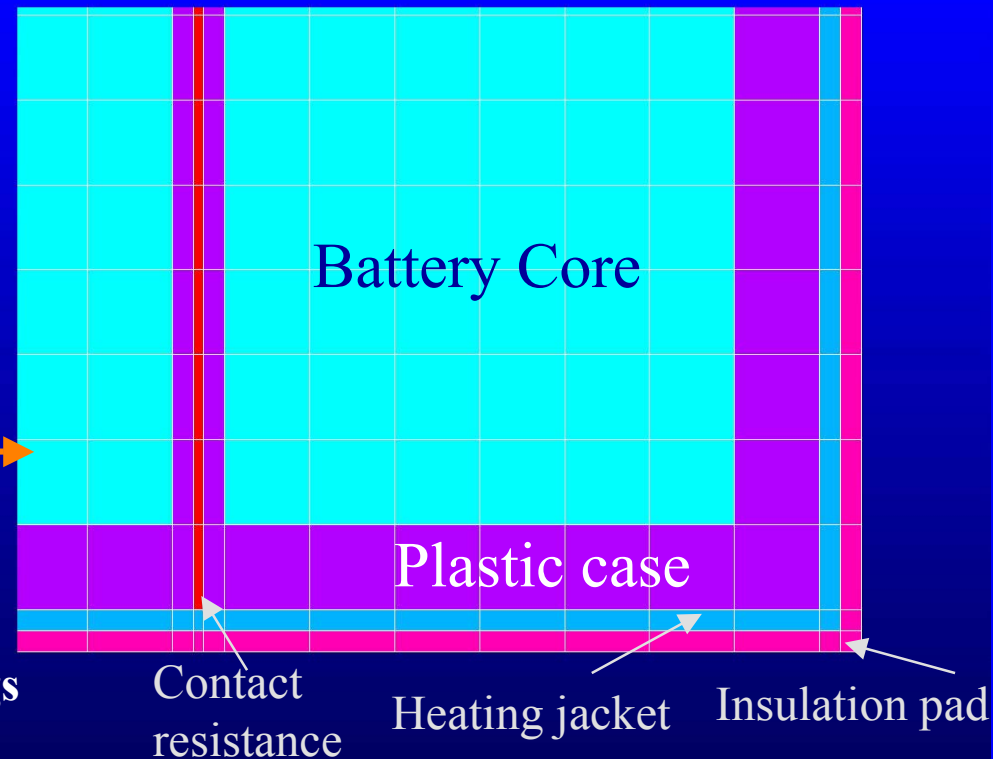 Battery Core
Plastic case
Contact
resistance
Heating jacket
Insulation pad